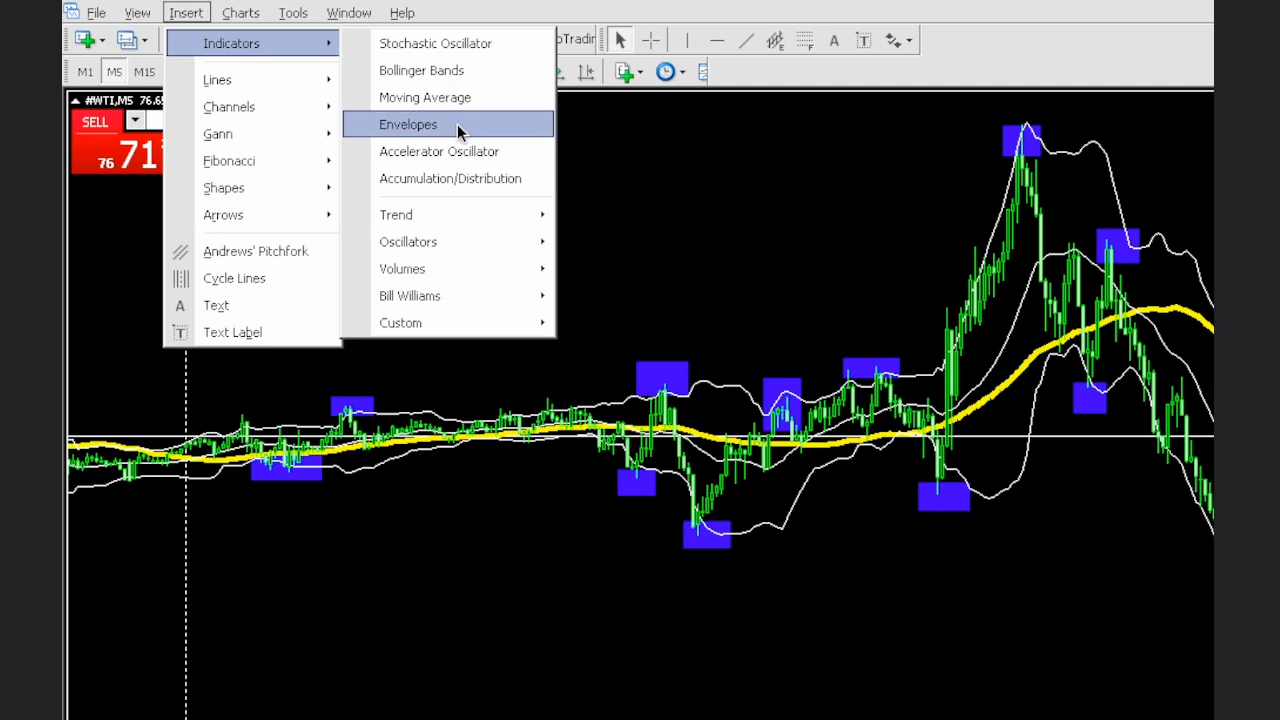 File View Insert Charts Tools Window Help
Indicators
Lines
Channels
Gann
Fibonacci
Shapes
Arrows
Andrews' Pitchfork
Cycle Lines
Text
Text Label
Stochastic Oscillator
Bollinger Bands
Moving Average
Envelopes
Accelerator Oscillator
Accumulation/Distribution
Trend
Oscillators
Volumes
Bill Williams
Custom
A T
M1 M5 M15
#WTI,M5
SELL
76 71